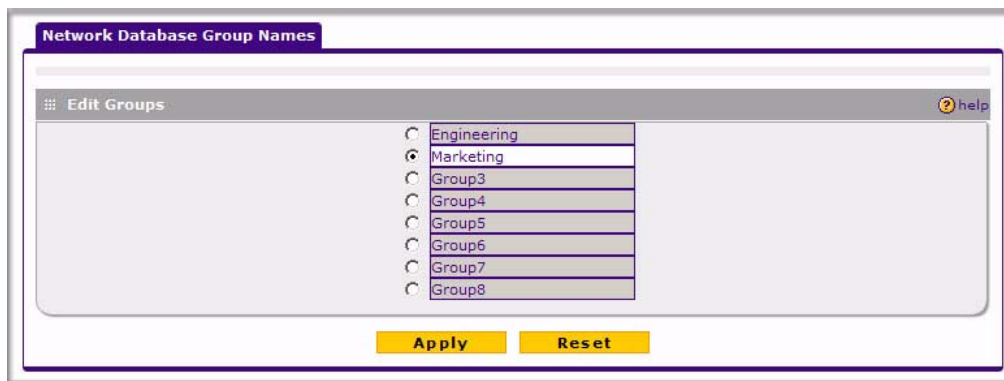 Network Database Group Names
Edit Groups
help
Engineering
Marketing
Group3
Group4
Group5
Group6
Group7
Group8
Apply Reset